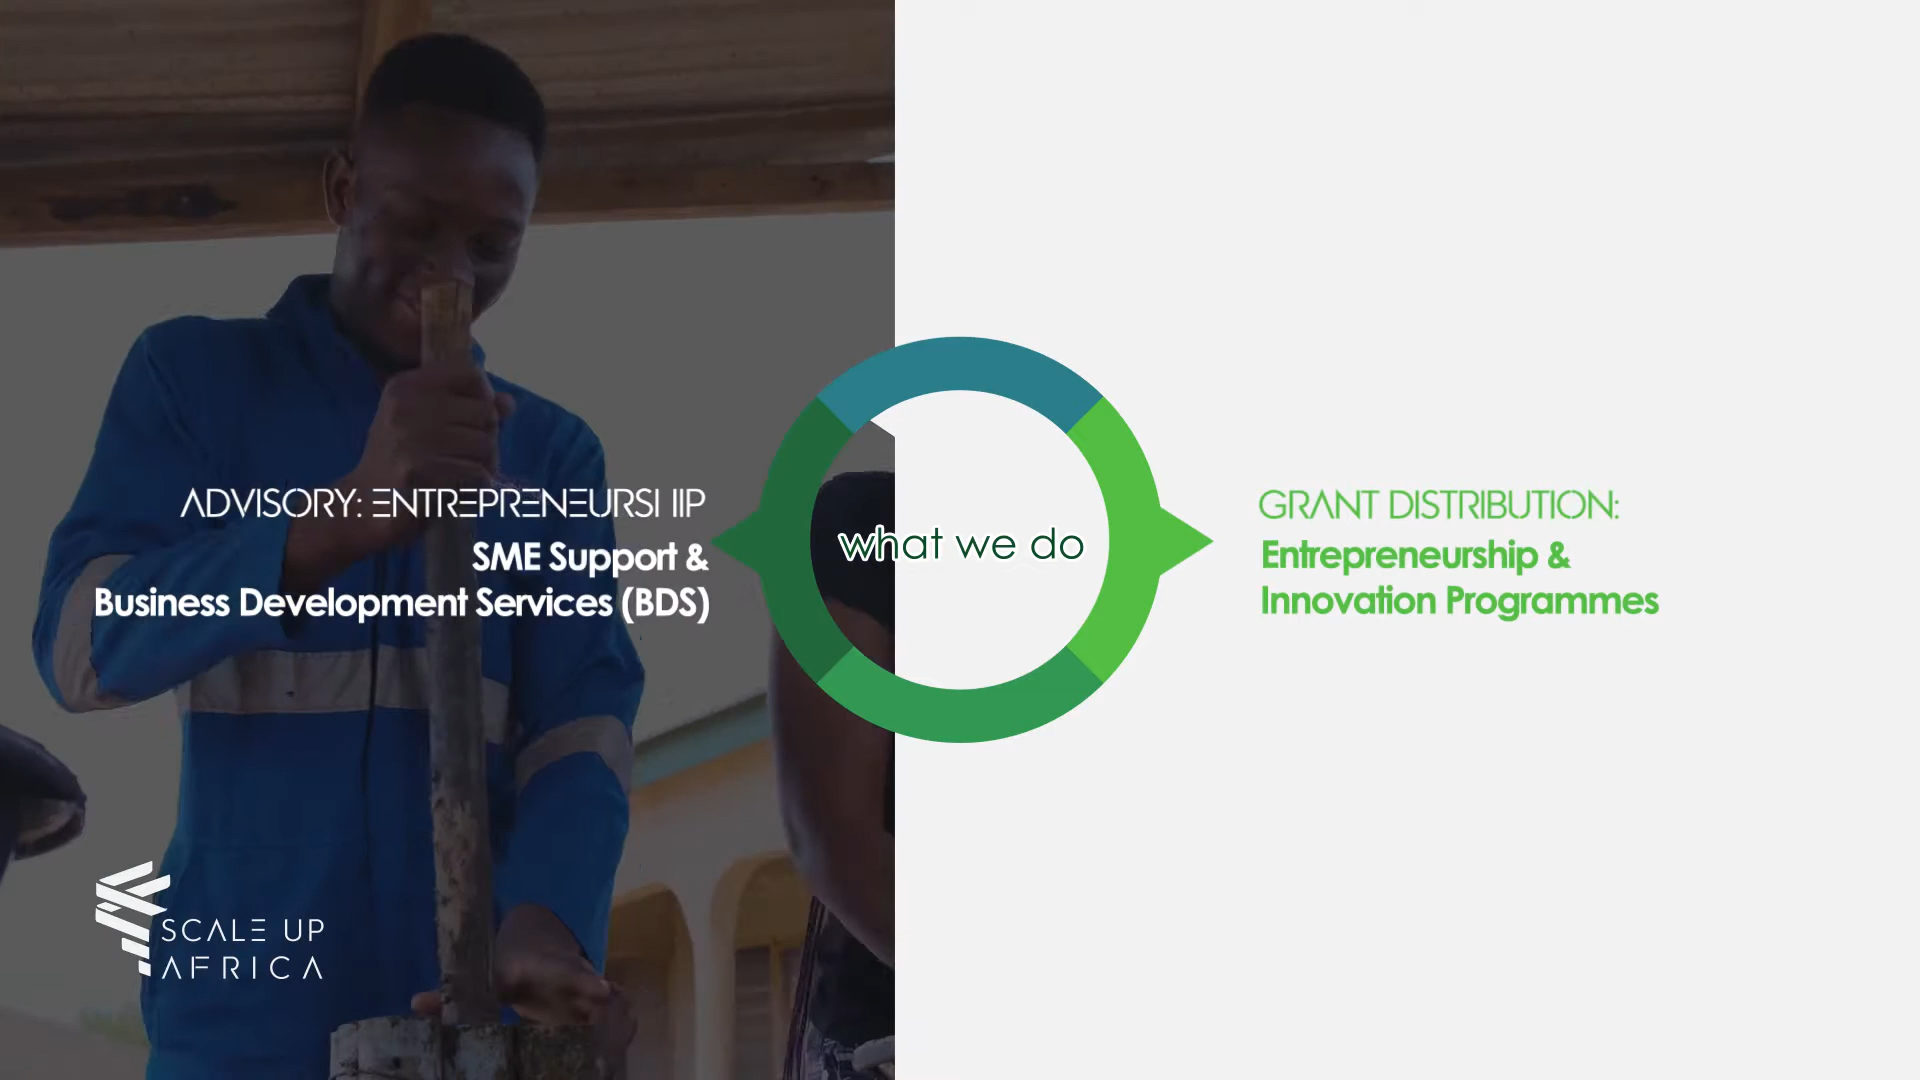 ADVISORY: ENTREPRENEURSHIP
SME Support &
Business Development Services (BDS)
what we do
GRANT DISTRIBUTION:
Entrepreneurship &
Innovation Programmes
SCALE UP
AFRICA